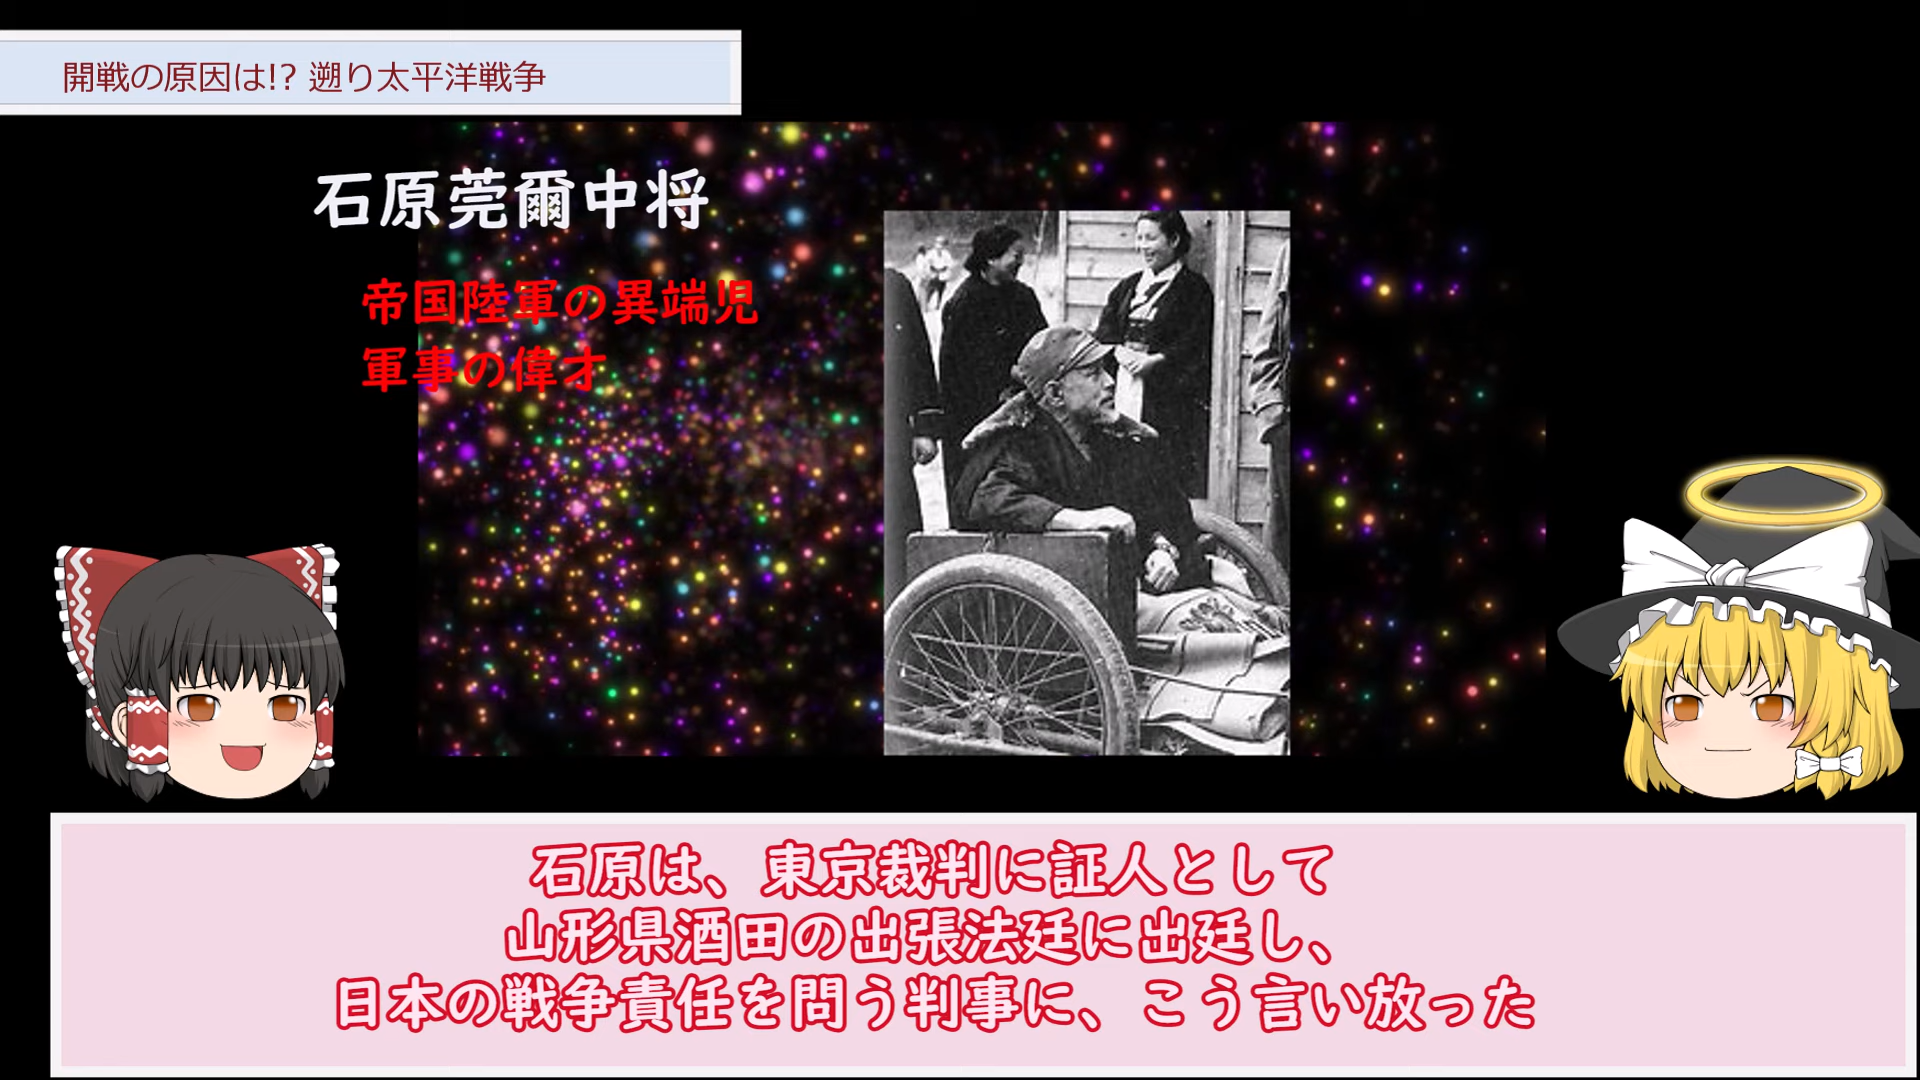 開戦の原因は!? 遡り太平洋戦争
石原莞爾中将
帝国陸軍の異端児
軍事の偉才
石原は、東京裁判に証人として
山形県酒田の出張法廷に出廷し、
日本の戦争責任を問う判事に、こう言い放った